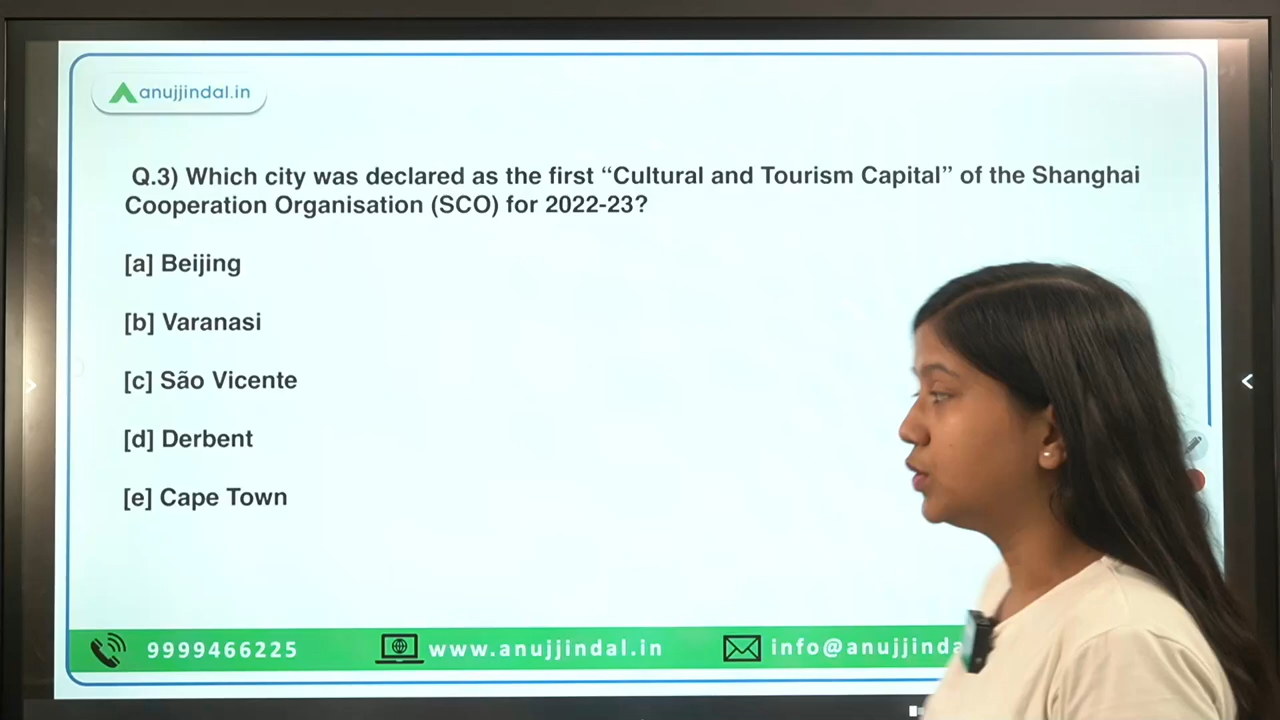 anujjindal.in
Q.3) Which city was declared as the first “Cultural and Tourism Capital” of the Shanghai
Cooperation Organisation (SCO) for 2022-23?
[a] Beijing
[b] Varanasi
[c] São Vicente
[d] Derbent
[e] Cape Town
9999466225 www.anujjindal.in info@anujjinda